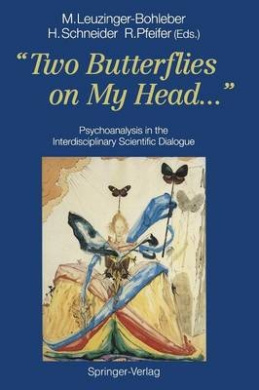 M. Leuzinger-Bohleber
H. Schneider R. Pfeifer (Eds.)
“Two Butterflies
on My Head...”
Psychoanalysis in the
Interdisciplinary Scientific Dialogue
Springer-Verlag